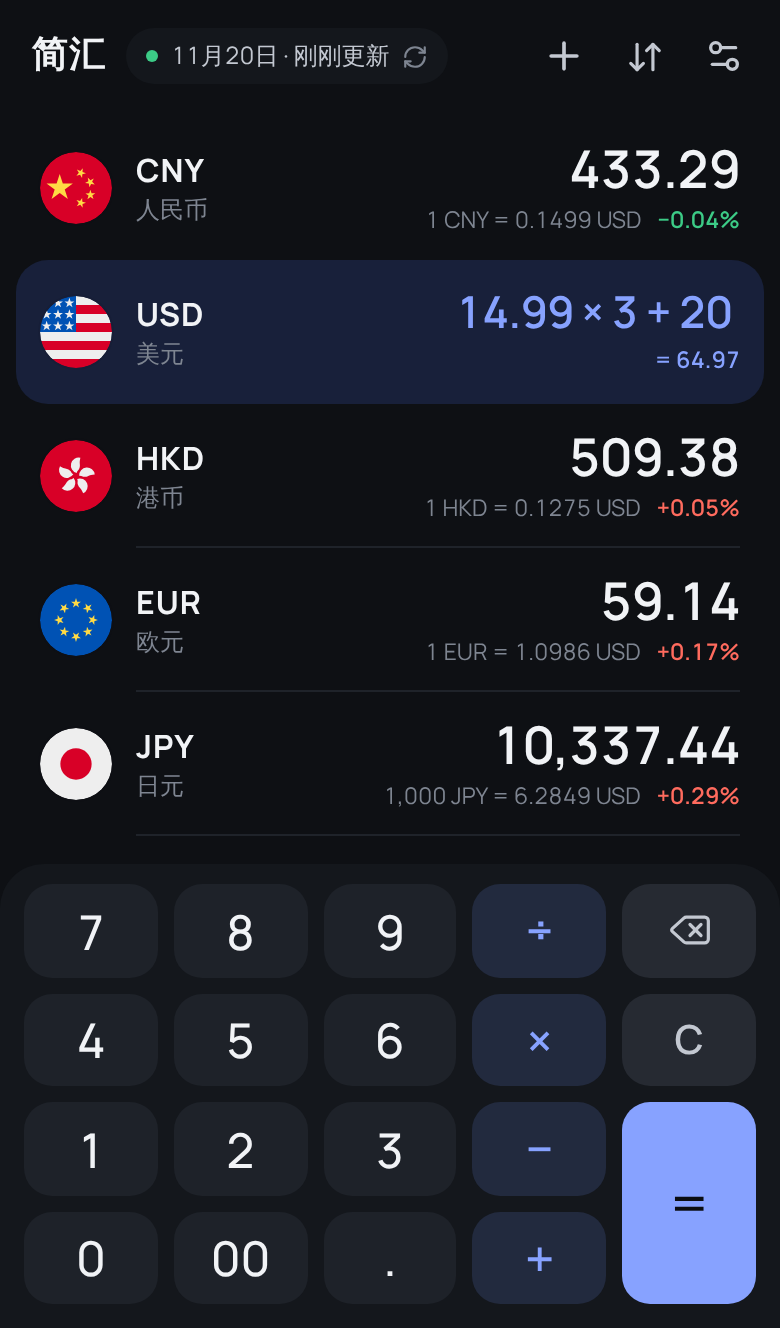 简汇
11月20日 · 刚刚更新
CNY
433.29
人民币
1 CNY = 0.1499 USD −0.04%
USD
14.99 × 3 + 20
美元
= 64.97
HKD
509.38
港币
1 HKD = 0.1275 USD +0.05%
EUR
59.14
欧元
1 EUR = 1.0986 USD +0.17%
JPY
10,337.44
日元
1,000 JPY = 6.2849 USD +0.29%
7 8 9 ÷
4 5 6 × C
1 2 3 −
=
0 00 . +